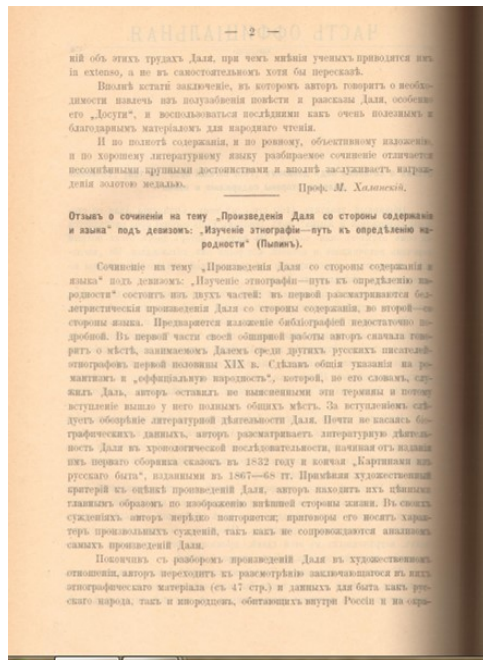 — 2 —
ній объ этихъ трудахъ Даля, при чемъ мнѣнія ученыхъ приводятся имъ
in extenso, а не въ самостоятельномъ хотя бы пересказѣ.
Вполнѣ кстати заключеніе, въ которомъ авторъ говоритъ о необхо-
димости извлечь изъ полузабвенія повѣсти и разсказы Даля, особенно
его „Досуги“, и воспользоваться послѣдними какъ очень полезнымъ и
благодарнымъ матеріаломъ для народнаго чтенія.
И по полнотѣ содержанія, и по ровному, объективному изложенію,
и по хорошему литературному языку разбираемое сочиненіе отличается
несомнѣнными крупными достоинствами и вполнѣ заслуживаетъ награж-
денія золотою медалью.
Проф. М. Халанскій.
Отзывъ о сочиненіи на тему „Произведенія Даля со стороны содержанія
и языка“ подъ девизомъ: „Изученіе этнографіи—путь къ опредѣленію на-
родности“ (Пыпинъ).
Сочиненіе на тему „Произведенія Даля со стороны содержанія и
языка“ подъ девизомъ: „Изученіе этнографіи—путь къ опредѣленію на-
родности“ состоитъ изъ двухъ частей: въ первой разсматриваются бел-
летристическія произведенія Даля со стороны содержанія, во второй—со
стороны языка. Предваряется изложеніе библіографіей недостаточно по-
дробной. Въ первой части своей обширной работы авторъ сначала гово-
ритъ о мѣстѣ, занимаемомъ Далемъ среди другихъ русскихъ писателей-
этнографовъ первой половины XIX в. Сдѣлавъ общія указанія на ро-
мантизмъ и „оффиціальную народность“, которой, по его словамъ, слу-
жилъ Даль, авторъ оставилъ не выясненными эти термины и потому
вступленіе вышло у него полнымъ общихъ мѣстъ. За вступленіемъ слѣ-
дуетъ обозрѣніе литературной дѣятельности Даля. Почти не касаясь біо-
графическихъ данныхъ, авторъ разсматриваетъ литературную дѣятель-
ность Даля въ хронологической послѣдовательности, начиная отъ изданія
имъ перваго сборника сказокъ въ 1832 году и кончая „Картинами изъ
русскаго быта“, изданными въ 1867—68 гг. Примѣняя художественный
критерій къ оцѣнкѣ произведеній Даля, авторъ находитъ ихъ цѣнными
главнымъ образомъ по изображенію внѣшней стороны жизни. Въ своихъ
сужденіяхъ авторъ нерѣдко повторяется; приговоры его носятъ харак-
теръ произвольныхъ сужденій, такъ какъ не сопровождаются анализомъ
самыхъ произведеній Даля.
Покончивъ съ разборомъ произведеній Даля въ художественномъ
отношеніи, авторъ переходитъ къ разсмотрѣнію заключающагося въ нихъ
этнографическаго матеріала (съ 47 стр.) и данныхъ для быта какъ рус-
скаго народа, такъ и инородцевъ, обитающихъ внутри Россіи и на окра-